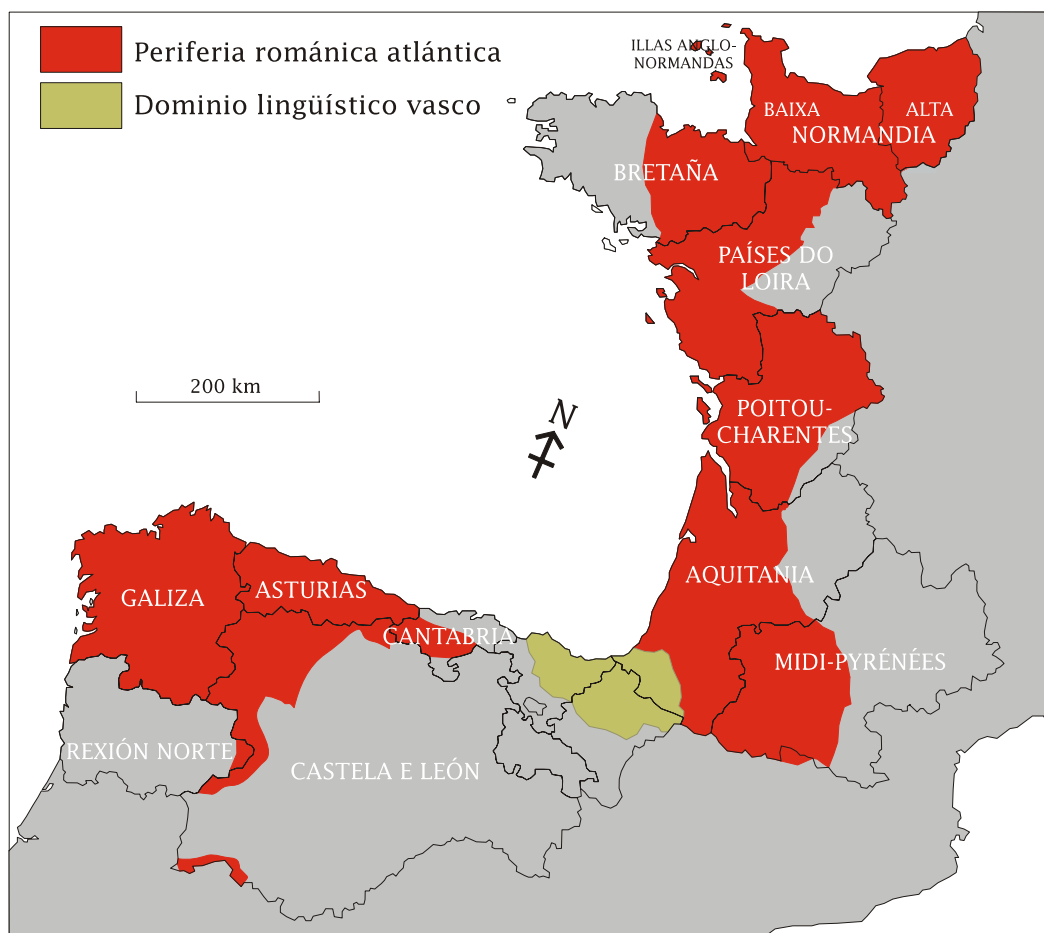 Periferia románica atlántica
Dominio lingüístico vasco
ILLAS ANGLO-
NORMANDAS
BAIXA
ALTA
NORMANDIA
BRETAÑA
PAÍSES DO
LOIRA
200 km
N
POITOU-
CHARENTES
AQUITANIA
GALIZA
ASTURIAS
CANTABRIA
MIDI-PYRÉNÉES
REXIÓN NORTE
CASTELA E LEÓN